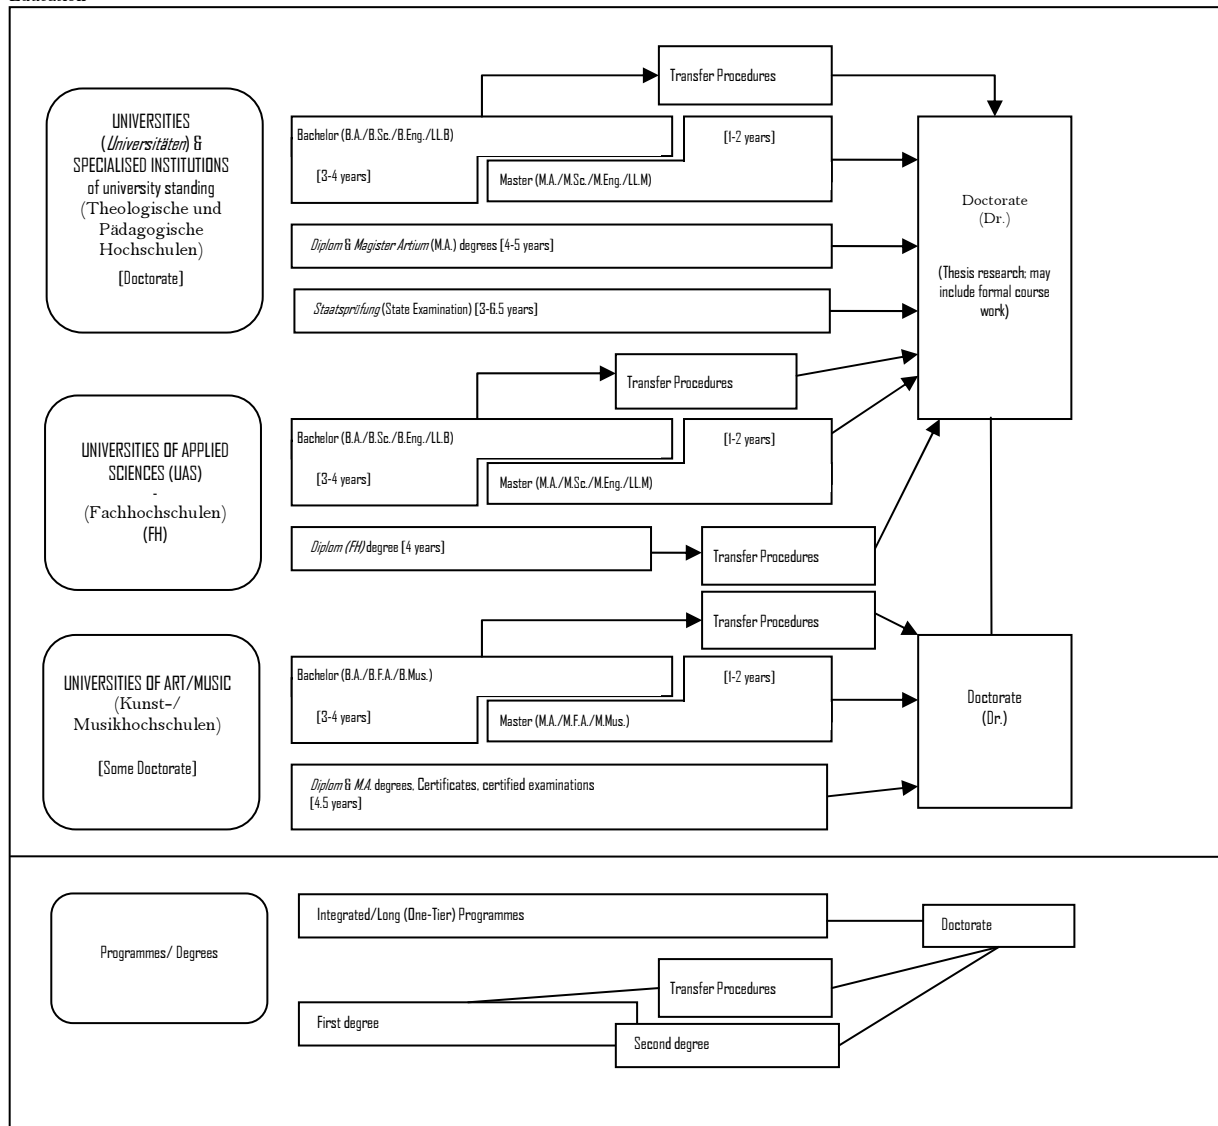 Education
Transfer Procedures
UNIVERSITIES
(Universitäten) &
SPECIALISED INSTITUTIONS
of university standing
(Theologische und
Pädagogische
Hochschulen)
[Doctorate]
Bachelor (B.A./B.Sc./B.Eng./LL.B)
[3-4 years]
[1-2 years]
Master (M.A./M.Sc./M.Eng./LL.M)
Diplom & Magister Artium (M.A.) degrees [4-5 years]
Staatsprüfung (State Examination) [3-6.5 years]
Doctorate
(Dr.)
(Thesis research; may
include formal course
work)
Transfer Procedures
UNIVERSITIES OF APPLIED
SCIENCES (UAS)
-
(Fachhochschulen)
(FH)
Bachelor (B.A./B.Sc./B.Eng./LL.B)
[3-4 years]
[1-2 years]
Master (M.A./M.Sc./M.Eng./LL.M)
Diplom (FH) degree [4 years]
Transfer Procedures
Transfer Procedures
UNIVERSITIES OF ART/MUSIC
(Kunst-/
Musikhochschulen)
[Some Doctorate]
Bachelor (B.A./B.F.A./B.Mus.)
[3-4 years]
[1-2 years]
Master (M.A./M.F.A./M.Mus.)
Diplom & M.A. degrees, Certificates, certified examinations
[4.5 years]
Doctorate
(Dr.)
Programmes/ Degrees
Integrated/Long (One-Tier) Programmes
Doctorate
Transfer Procedures
First degree
Second degree